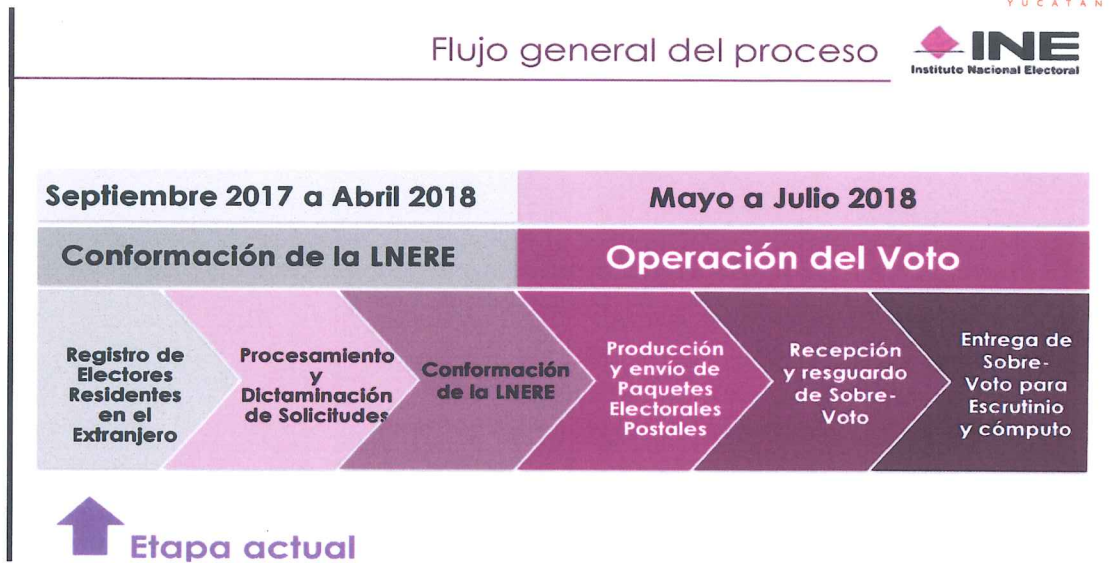 YUCATÁN
Flujo general del proceso
INE
Instituto Nacional Electoral
Septiembre 2017 a Abril 2018
Mayo a Julio 2018
Conformación de la LNERE
Operación del Voto
Registro de
Electores
Residentes
en el
Extranjero
Procesamiento
y
Dictaminación
de Solicitudes
Conformación
de la LNERE
Producción
y envío de
Paquetes
Electorales
Postales
Recepción
y resguardo
de Sobre-
Voto
Entrega de
Sobre-
Voto para
Escrutinio
y cómputo
Etapa actual